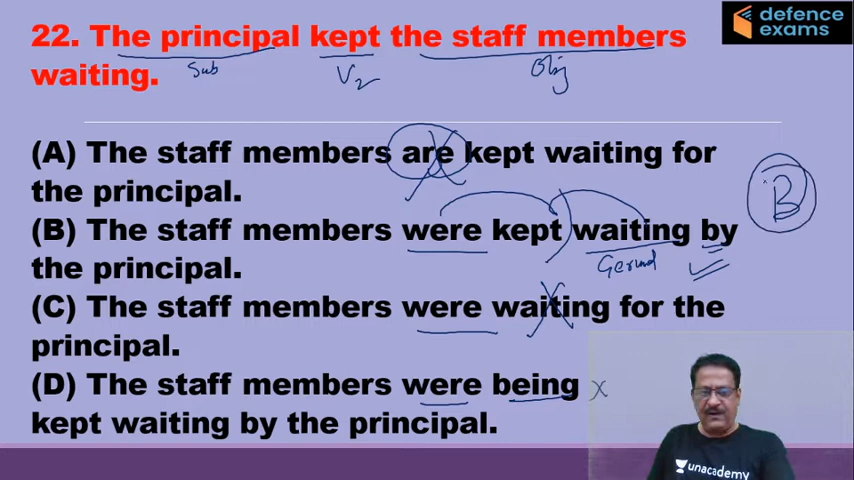 defence
exams
22. The principal kept the staff members
waiting.
Sub
V2
Obj
(A) The staff members are kept waiting for
the principal.
(B) The staff members were kept waiting by
the principal.
Gerund
B
(C) The staff members were waiting for the
principal.
(D) The staff members were being
kept waiting by the principal.
unacademy